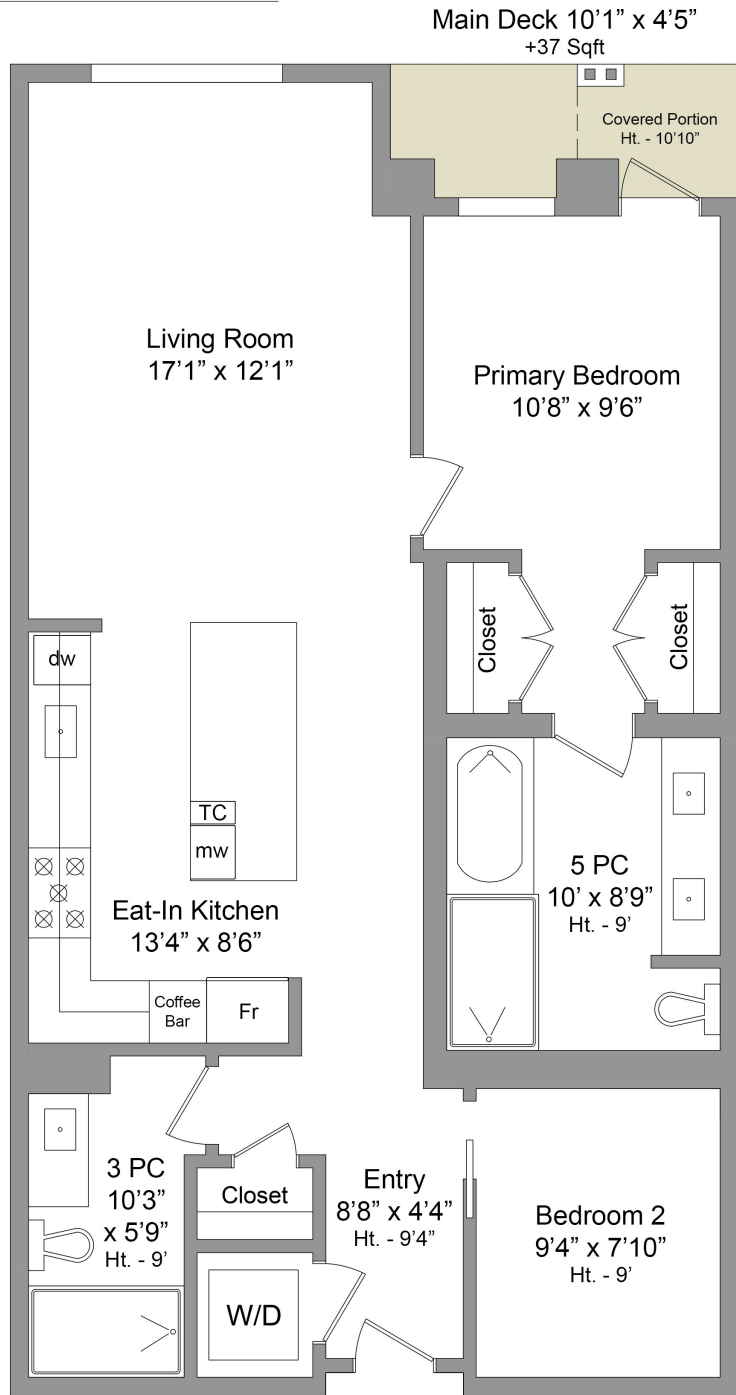 Main Deck 10’1” x 4’5”
+37 Sqft
Covered Portion
Ht. - 10’10”
Living Room
17’1” x 12’1”
Primary Bedroom
10’8” x 9’6”
Closet
Closet
dw
TC
mw
Eat-In Kitchen
13’4” x 8’6”
Coffee
Bar
Fr
5 PC
10’ x 8’9”
Ht. - 9’
3 PC
10’3”
x 5’9”
Ht. - 9’
Closet
Entry
8’8” x 4’4”
Ht. - 9’4”
W/D
Bedroom 2
9’4” x 7’10”
Ht. - 9’